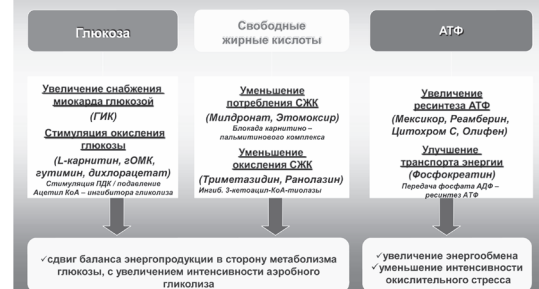 Глюкоза
Свободные
жирные кислоты
АТФ
Увеличение снабжения
миокарда глюкозой
(ГИК)
Стимуляция окисления
глюкозы
(L-карнитин, гОМК,
гутимин, дихлорацетат)
Стимуляция ПДК / подавление
Ацетил КоА – ингибитора гликолиза
Уменьшение
потребления СЖК
(Милдронат, Этомоксир)
Блокада карнитино –
пальмитинового комплекса
Уменьшение
окисления СЖК
(Триметазидин, Ранолазин)
Ингиб. 3-кетоацил-КоА-тиолазы
Увеличение
ресинтеза АТФ
(Мексикор, Реамберин,
Цитохром С, Олифен)
Улучшение
транспорта энергии
(Фосфокреатин)
Передача фосфата АДФ –
ресинтез АТФ
✓сдвиг баланса энергопродукции в сторону метаболизма
глюкозы, с увеличением интенсивности аэробного
гликолиза
✓увеличение энергообмена
✓уменьшение интенсивности
окислительного стресса